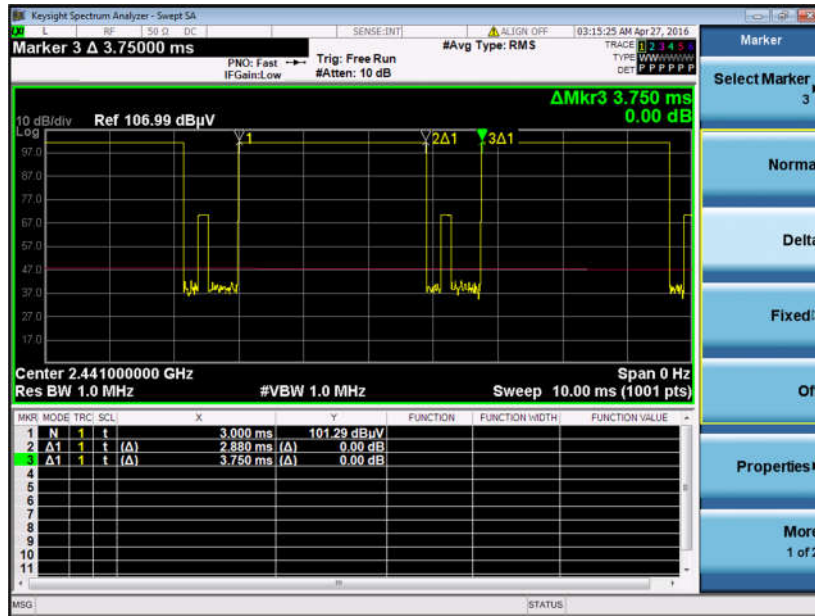 Keysight Spectrum Analyzer - Swept SA
L RF 50 Ω DC SENSE:INT ALIGN OFF 03:15:25 AM Apr 27, 2016
Marker 3 Δ 3.75000 ms
PNO: Fast
IFGain:Low
Trig: Free Run
#Atten: 10 dB
#Avg Type: RMS
TRACE 1 2 3 4 5 6
TYPE WWWWWW
DET P P P P P P
ΔMkr3 3.750 ms
0.00 dB
10 dB/div Ref 106.99 dBµV
Log
1 2Δ1 3Δ1
97.0
87.0
77.0
67.0
57.0
47.0
37.0
27.0
17.0
Center 2.441000000 GHz Span 0 Hz
Res BW 1.0 MHz #VBW 1.0 MHz Sweep 10.00 ms (1001 pts)
MKR MODE TRC SCL X Y FUNCTION FUNCTION WIDTH FUNCTION VALUE
1 N 1 t 3.000 ms 101.29 dBµV
2 Δ1 1 t (Δ) 2.880 ms (Δ) 0.00 dB
3 Δ1 1 t (Δ) 3.750 ms (Δ) 0.00 dB
4
5
6
7
8
9
10
11
MSG STATUS
Marker
Select Marker
3
Norma
Delta
Fixed
Of
Properties
More
1 of 2